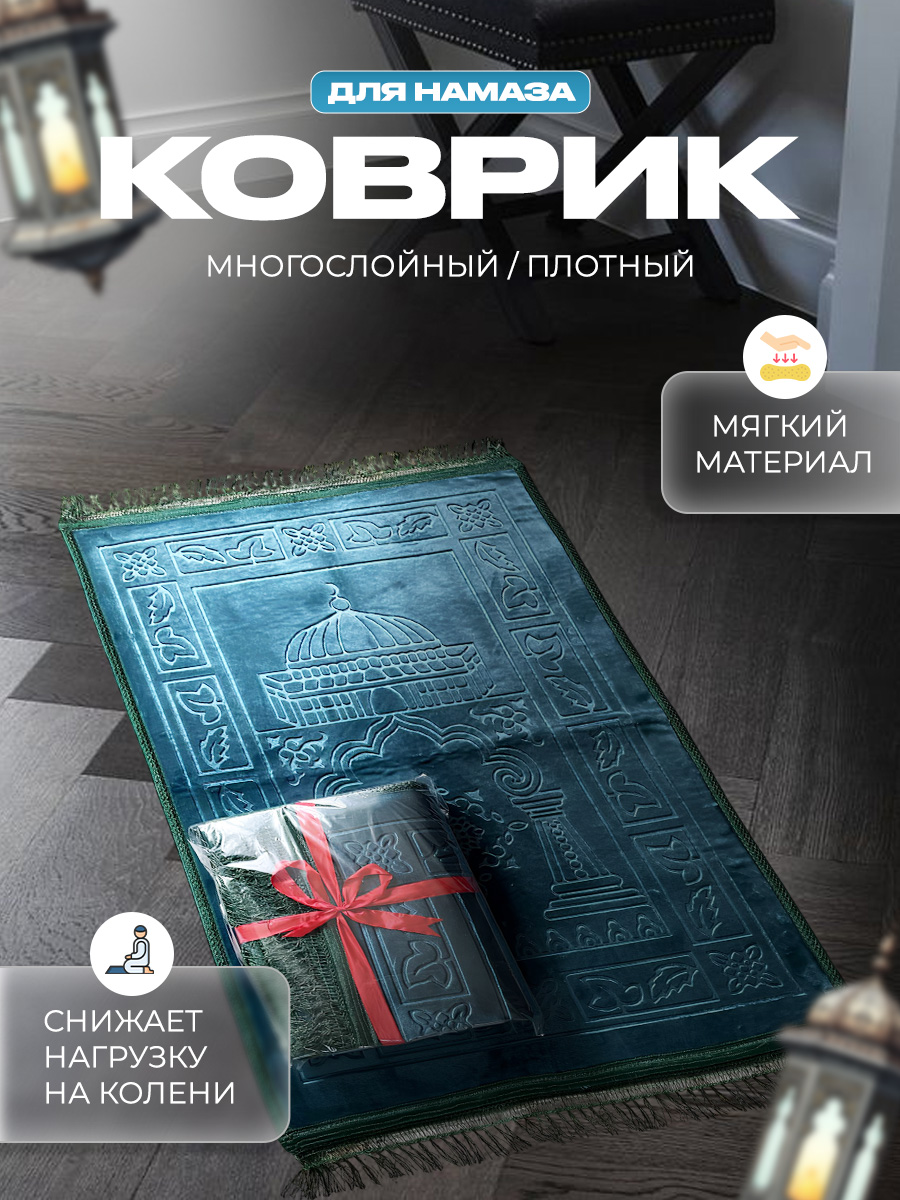 ДЛЯ НАМАЗА
КОВРИК
МНОГОСЛОЙНЫЙ / ПЛОТНЫЙ
МЯГКИЙ
МАТЕРИАЛ
СНИЖАЕТ
НАГРУЗКУ
НА КОЛЕНИ